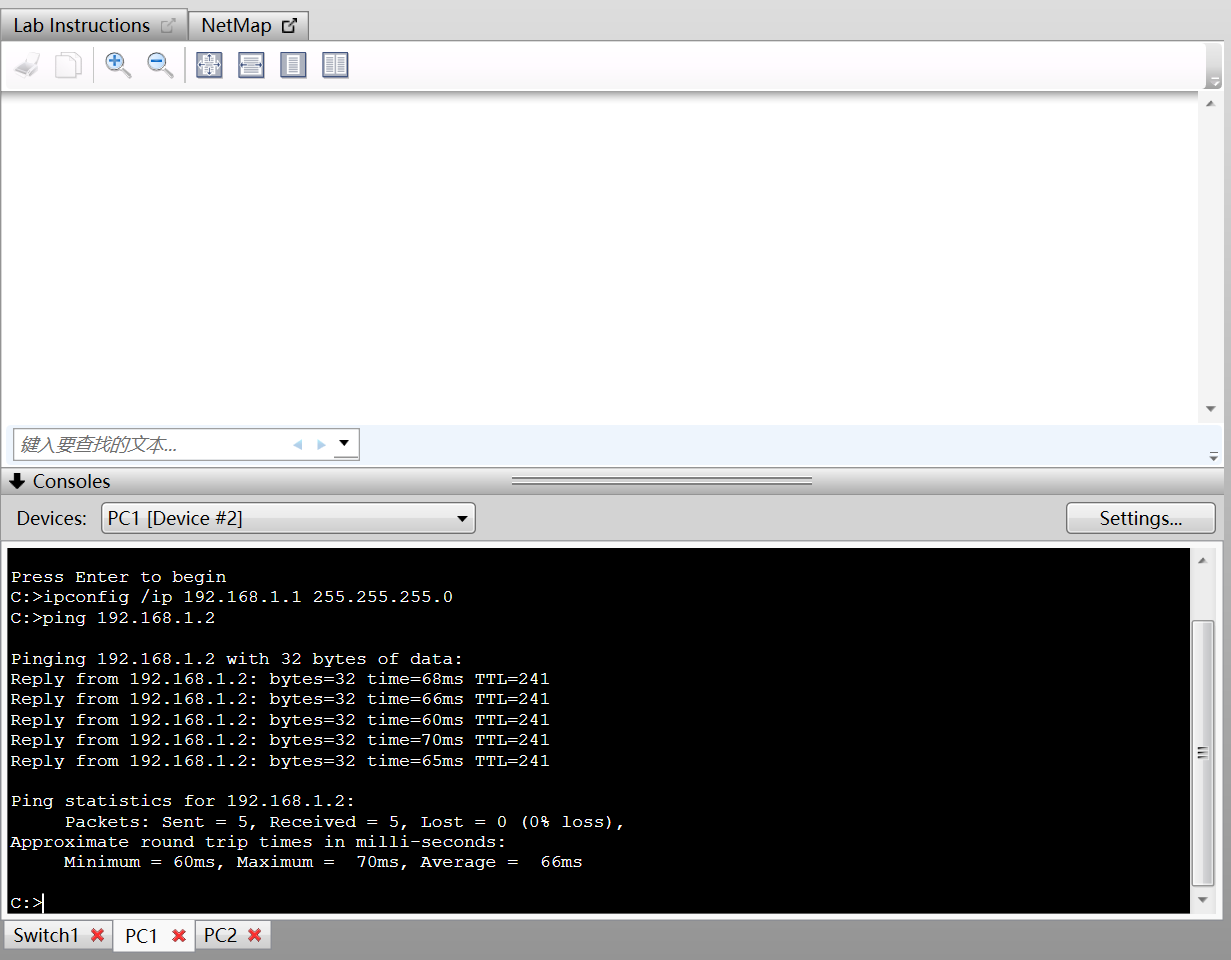 Lab Instructions
NetMap
键入要查找的文本...
Consoles
Devices: PC1 [Device #2] Settings...
Press Enter to begin
C:>ipconfig /ip 192.168.1.1 255.255.255.0
C:>ping 192.168.1.2
Pinging 192.168.1.2 with 32 bytes of data:
Reply from 192.168.1.2: bytes=32 time=68ms TTL=241
Reply from 192.168.1.2: bytes=32 time=66ms TTL=241
Reply from 192.168.1.2: bytes=32 time=60ms TTL=241
Reply from 192.168.1.2: bytes=32 time=70ms TTL=241
Reply from 192.168.1.2: bytes=32 time=65ms TTL=241
Ping statistics for 192.168.1.2:
Packets: Sent = 5, Received = 5, Lost = 0 (0% loss),
Approximate round trip times in milli-seconds:
Minimum = 60ms, Maximum =  70ms, Average =  66ms
C:>
Switch1 PC1 PC2